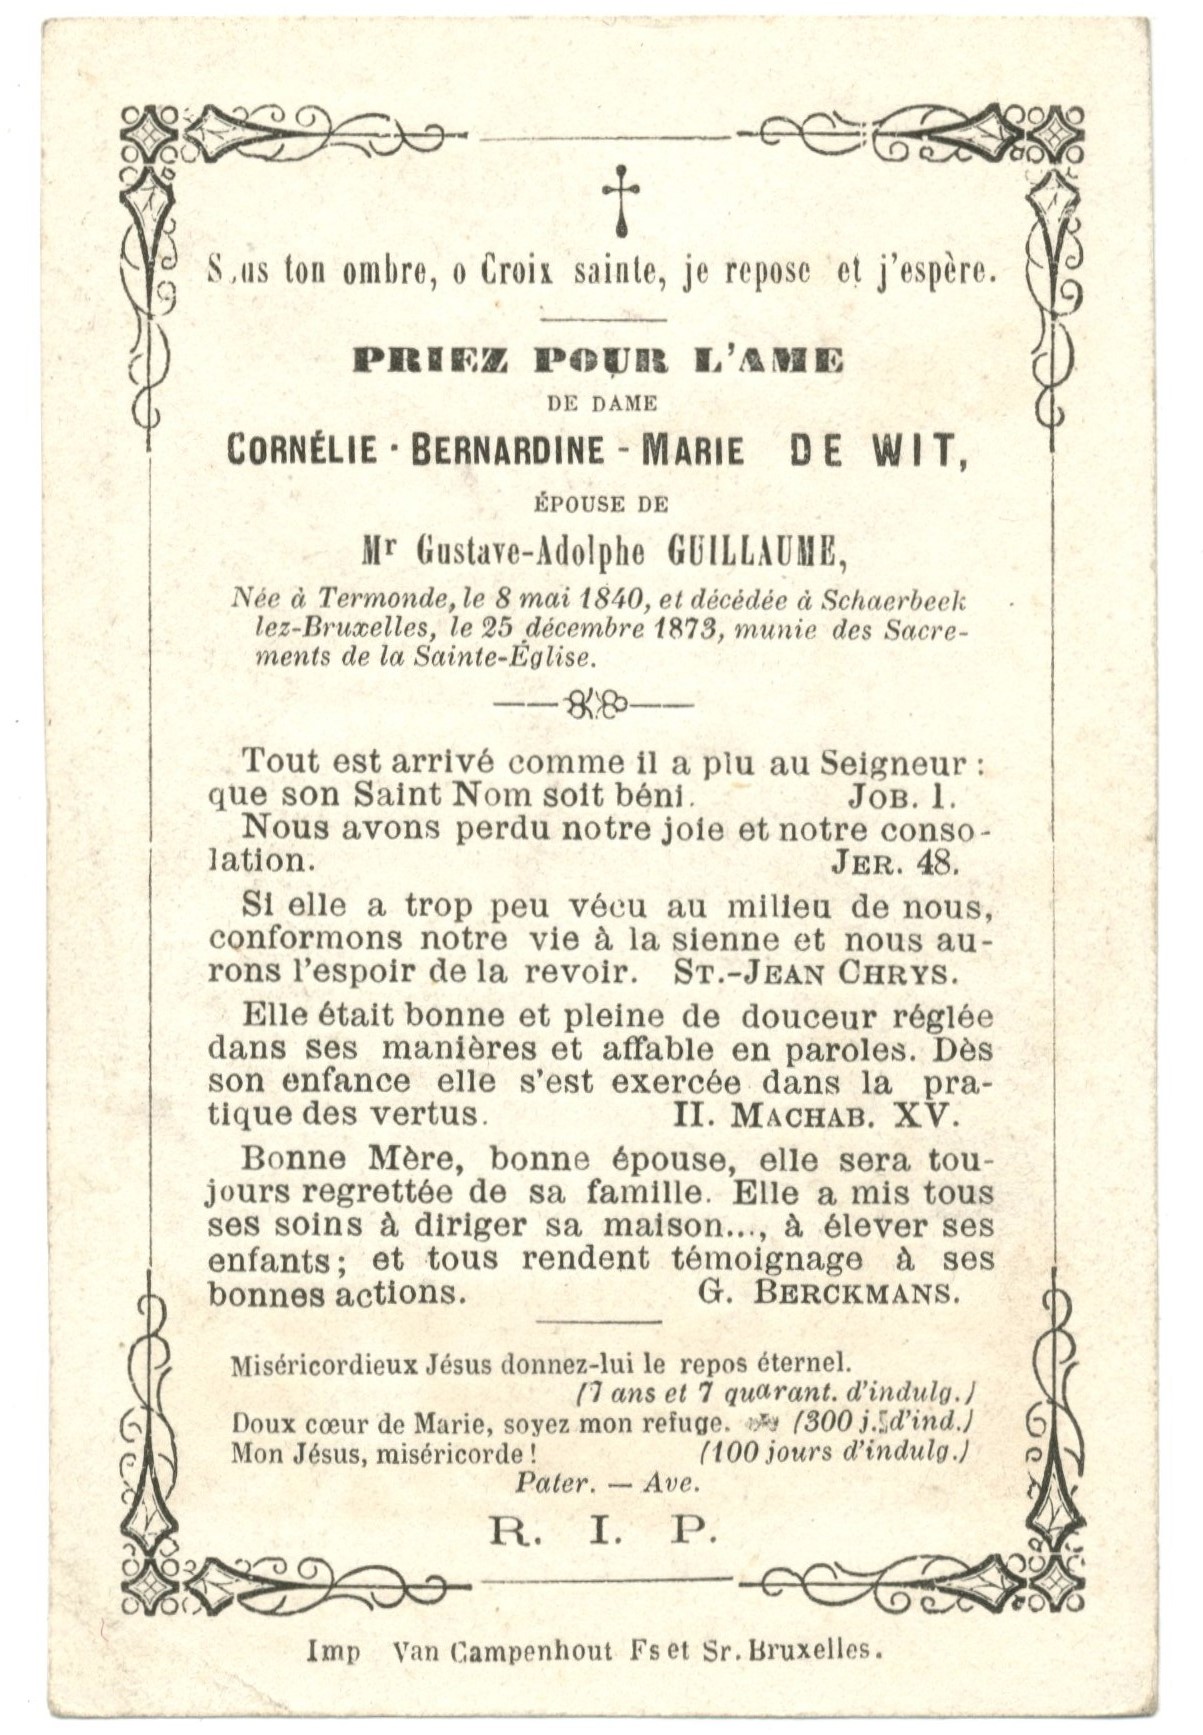 Sous ton ombre, o Croix sainte, je repose et j'espère.
PRIEZ POUR L'AME
DE DAME
CORNÉLIE - BERNARDINE - MARIE DE WIT,
ÉPOUSE DE
Mr Gustave-Adolphe GUILLAUME,
Née à Termonde, le 8 mai 1840, et décédée à Schaerbeek
lez-Bruxelles, le 25 décembre 1873, munie des Sacre-
ments de la Sainte-Église.
Tout est arrivé comme il a plu au Seigneur :
que son Saint Nom soit béni. JOB. 1.
Nous avons perdu notre joie et notre conso-
lation. JER. 48.
Si elle a trop peu vécu au milieu de nous,
conformons notre vie à la sienne et nous au-
rons l'espoir de la revoir. ST.-JEAN CHRYS.
Elle était bonne et pleine de douceur réglée
dans ses manières et affable en paroles. Dès
son enfance elle s'est exercée dans la pra-
tique des vertus. II. MACHAB. XV.
Bonne Mère, bonne épouse, elle sera tou-
jours regrettée de sa famille. Elle a mis tous
ses soins à diriger sa maison..., à élever ses
enfants; et tous rendent témoignage à ses
bonnes actions. G. BERCKMANS.
Miséricordieux Jésus donnez-lui le repos éternel.
(7 ans et 7 quarant. d'indulg.)
Doux cœur de Marie, soyez mon refuge. (300 j. d'ind.)
Mon Jésus, miséricorde ! (100 jours d'indulg.)
Pater. — Ave.
R. I. P.
Imp Van Campenhout Fs et Sr. Bruxelles.